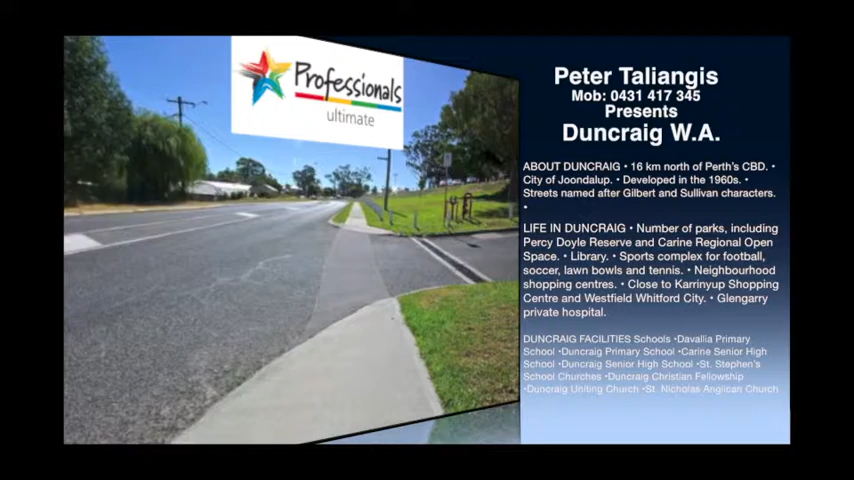 Professionals
ultimate
Peter Taliangis
Mob: 0431 417 345
Presents
Duncraig W.A.
ABOUT DUNCRAIG • 16 km north of Perth's CBD. •
City of Joondalup. • Developed in the 1960s. •
Streets named after Gilbert and Sullivan characters.
•
LIFE IN DUNCRAIG • Number of parks, including
Percy Doyle Reserve and Carine Regional Open
Space. • Library. • Sports complex for football,
soccer, lawn bowls and tennis. • Neighbourhood
shopping centres. • Close to Karrinyup Shopping
Centre and Westfield Whitford City. • Glengarry
private hospital.
DUNCRAIG FACILITIES Schools •Davallia Primary
School •Duncraig Primary School •Carine Senior High
School •Duncraig Senior High School •St. Stephen's
School Churches •Duncraig Christian Fellowship
•Duncraig Uniting Church •St. Nicholas Anglican Church